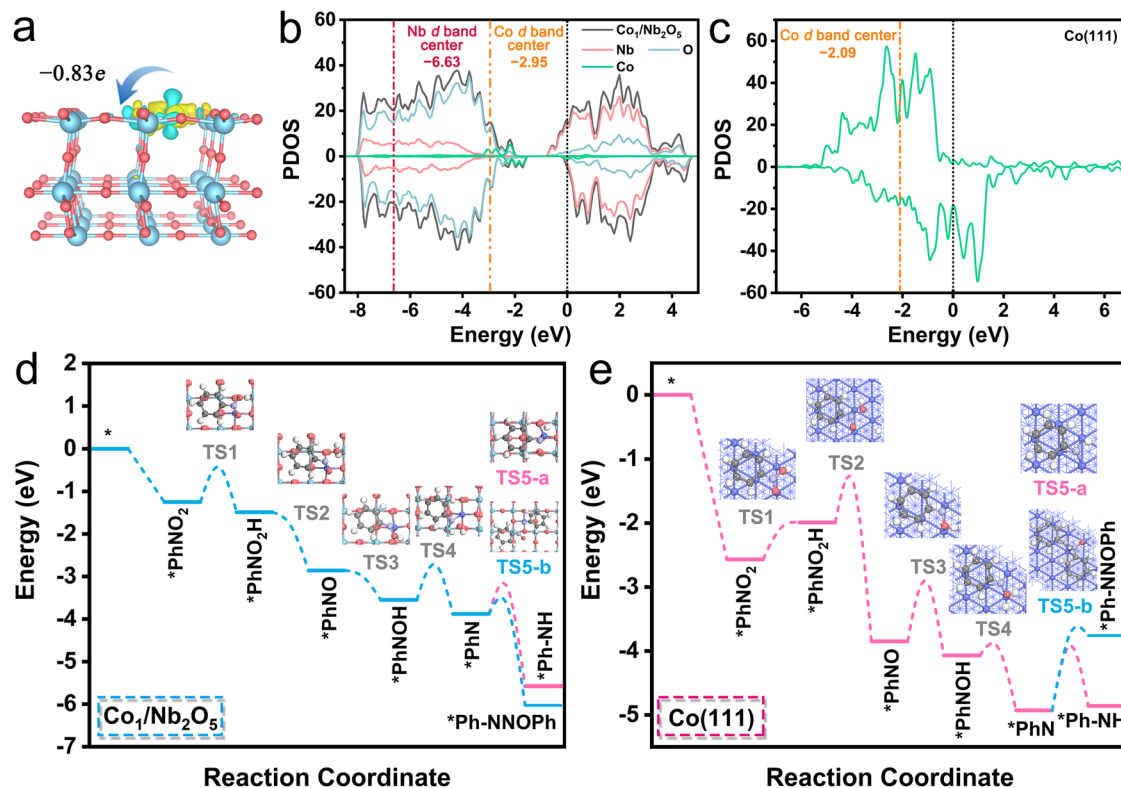 a
−0.83e
b
Nb d band
center
−6.63
Co d band
center
−2.95
Co₁/Nb₂O₅
Nb
O
Co
60
40
20
0
20
40
60
PDOS
-8
-6
-4
-2
0
2
4
Energy (eV)
c
Co d band center
−2.09
Co(111)
60
40
20
0
-20
-40
-60
PDOS
-6
-4
-2
0
2
4
6
Energy (eV)
d
2
1
0
-1
-2
-3
-4
-5
-6
-7
Energy (eV)
*
*PhNO₂
TS1
*PhNO₂H
TS2
*PhNO
TS3
*PhNOH
TS4
*PhN
TS5-a
TS5-b
*Ph-NH
*Ph-NNOPh
Co₁/Nb₂O₅
Reaction Coordinate
e
0
-1
-2
-3
-4
-5
Energy (eV)
*
*PhNO₂
TS1
*PhNO₂H
TS2
*PhNO
TS3
*PhNOH
TS4
*PhN
TS5-a
TS5-b
*Ph-NNOPh
*Ph-NH
Co(111)
Reaction Coordinate